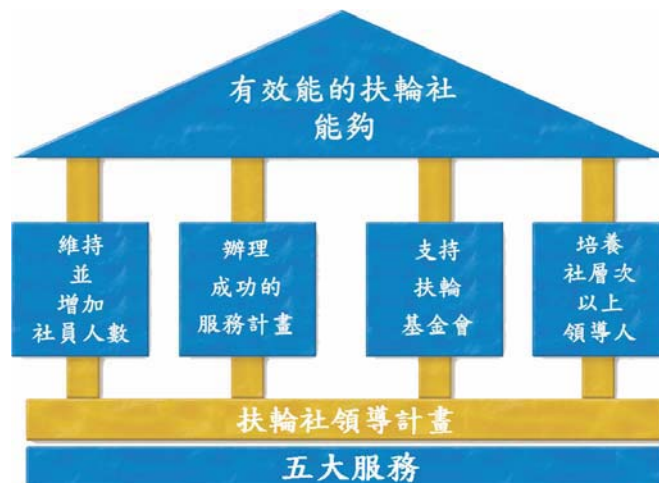 有效能的扶輪社
能夠
維持
並
增加
社員人數
辦理
成功的
服務計畫
支持
扶輪
基金會
培養
社層次
以上
領導人
扶輪社領導計畫
五大服務